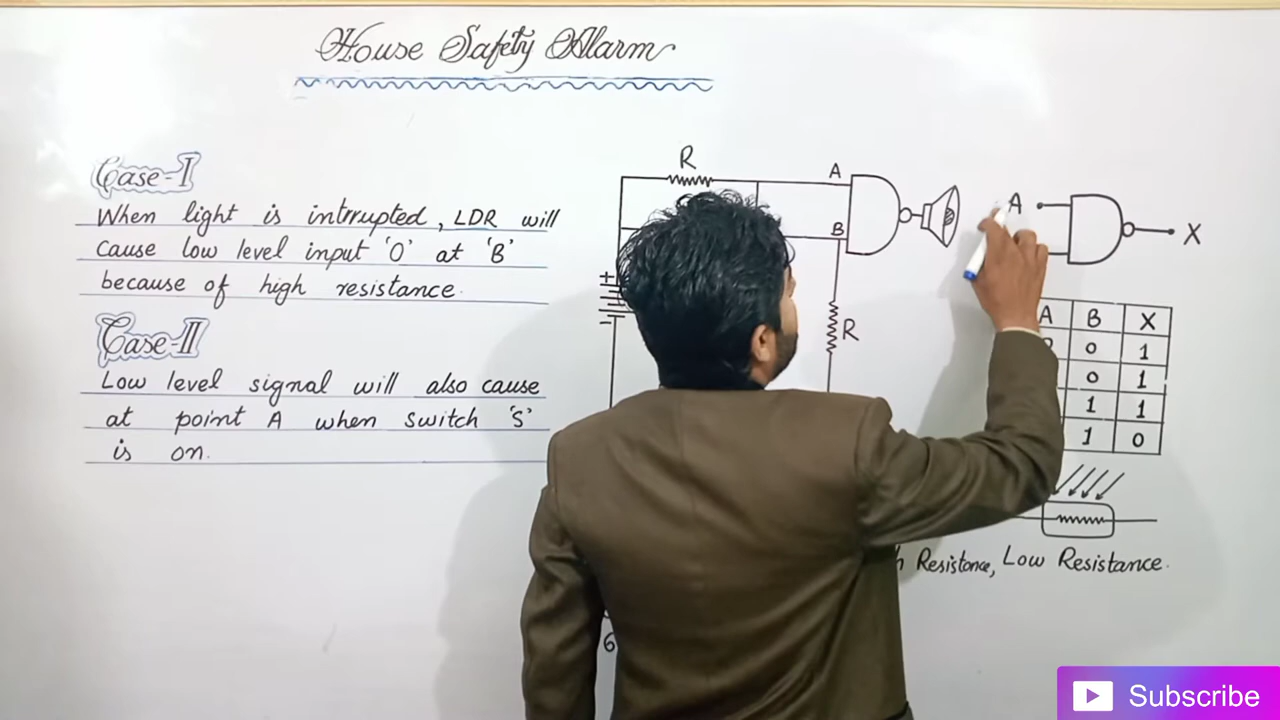 House Safety Alarm
Case-I
When light is intrrupted, LDR will
cause low level input 'O' at 'B'
because of high resistance.
Case-II
Low level signal will also cause
at point A when switch 'S'
is on.
R
A
B
+
-
R
6
A
X
A B X
0 1
0 1
1 1
1 0
Resistance, Low Resistance.
Subscribe